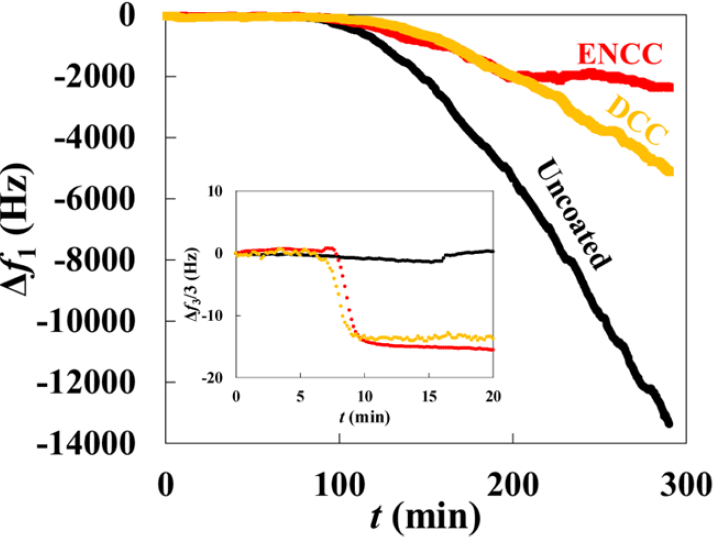 0
-2000
-4000
-6000
-8000
-10000
-12000
-14000
Δf1 (Hz)
ENCC
DCC
Uncoated
10
0
-10
-20
Δf3/3 (Hz)
0 5 10 15 20
t (min)
0 100 200 300
t (min)